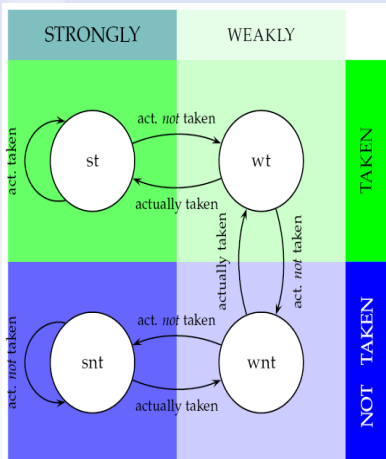 STRONGLY
WEAKLY
act. not taken
st
wt
act. taken
TAKEN
actually taken
actually taken
act. not taken
act. not taken
snt
wnt
act. not taken
NOT TAKEN
actually taken